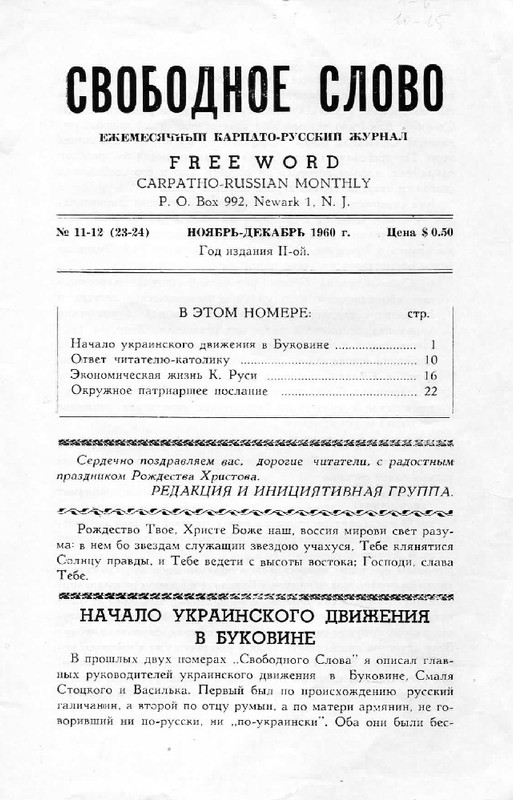 СВОБОДНОЕ СЛОВО
ЕЖЕМЕСЯЧНЫЙ КАРПАТО-РУССКИЙ ЖУРНАЛ
FREE WORD
CARPATHO-RUSSIAN MONTHLY
P. O. Box 992, Newark 1, N. J.
№ 11-12 (23-24) НОЯБРЬ-ДЕКАБРЬ 1960 г. Цена $ 0.50
Год издания II-ой.
В ЭТОМ НОМЕРЕ: стр.
Начало украинского движения в Буковине .................... 1
Ответ читателю-католику .................... 10
Экономическая жизнь К. Руси .................... 16
Окружное патриаршее послание .................... 22
Сердечно поздравляем вас, дорогие читатели, с радостным
праздником Рождества Христова.
РЕДАКЦИЯ И ИНИЦИАТИВНАЯ ГРУППА.
Рождество Твое, Христе Боже наш, воссия мирови свет разу-
ма: в нем бо звездам служащии звездою учахуся, Тебе клянятися
Солнцу правды, и Тебе ведети с высоты востока; Господи, слава
Тебе.
НАЧАЛО УКРАИНСКОГО ДВИЖЕНИЯ
В БУКОВИНЕ
В прошлых двух номерах „Свободного Слова" я описал глав-
ных руководителей украинского движения в Буковине, Смаля
Стоцкого и Василька. Первый был по происхождению русский
галичанин, а второй по отцу румын, а по матери армянин, не го-
воривший ни по-русски, ни „по-украински". Оба они были бес-